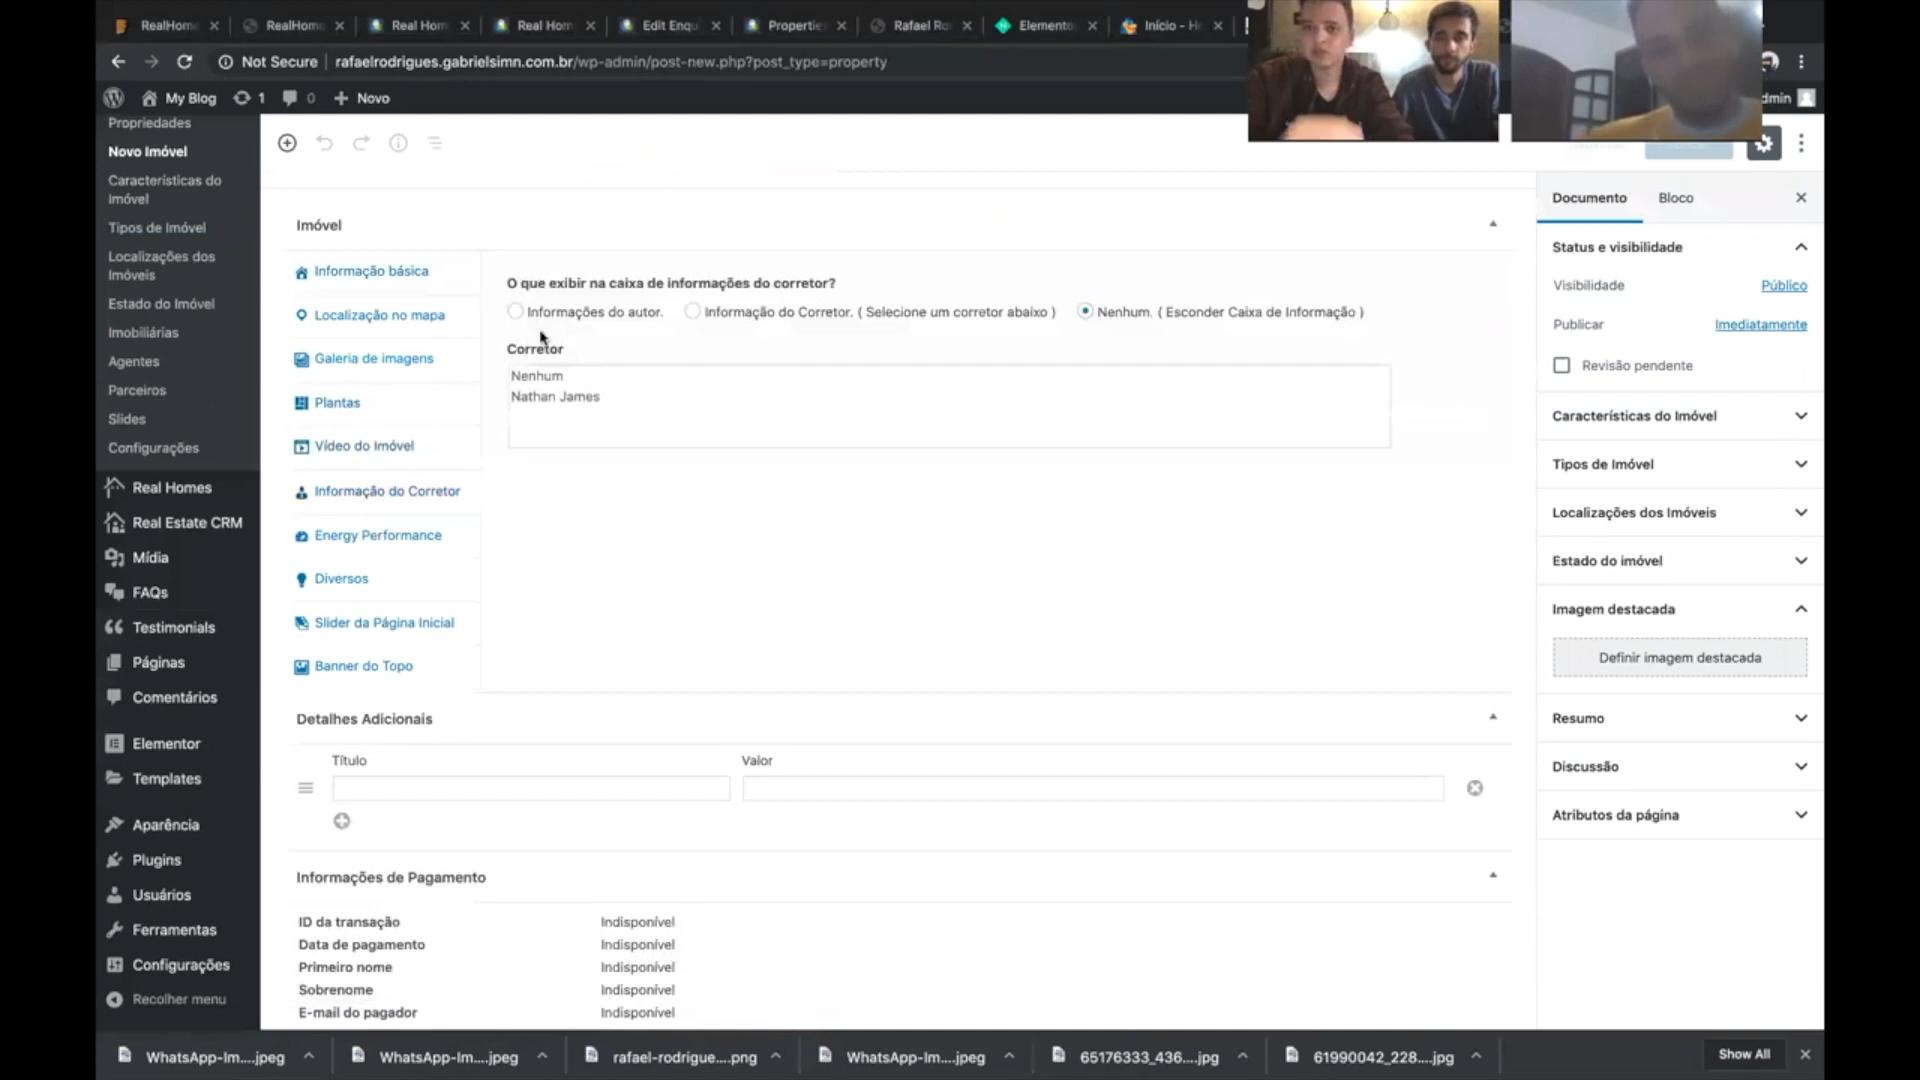 RealHome
RealHom
Real Hom
Real Hom
Edit Enqu
Propertie
Rafael Ro
Elemento
Início - H
Not Secure
rafaelrodrigues.gabrielsimn.com.br/wp-admin/post-new.php?post_type=property
My Blog
1
0
Novo
dmin
Propriedades
Novo Imóvel
Características do
Imóvel
Tipos de Imóvel
Localizações dos
Imóveis
Estado do Imóvel
Imobiliárias
Agentes
Parceiros
Slides
Configurações
Real Homes
Real Estate CRM
Mídia
FAQs
Testimonials
Páginas
Comentários
Elementor
Templates
Aparência
Plugins
Usuários
Ferramentas
Configurações
Recolher menu
Imóvel
Informação básica
Localização no mapa
Galeria de imagens
Plantas
Vídeo do Imóvel
Informação do Corretor
Energy Performance
Diversos
Slider da Página Inicial
Banner do Topo
O que exibir na caixa de informações do corretor?
Informações do autor.
Informação do Corretor. ( Selecione um corretor abaixo )
Nenhum. ( Esconder Caixa de Informação )
Corretor
Nenhum
Nathan James
Detalhes Adicionais
Título
Valor
Informações de Pagamento
ID da transação Indisponível
Data de pagamento Indisponível
Primeiro nome Indisponível
Sobrenome Indisponível
E-mail do pagador Indisponível
Documento
Bloco
Status e visibilidade
Visibilidade Público
Publicar Imediatamente
Revisão pendente
Características do Imóvel
Tipos de Imóvel
Localizações dos Imóveis
Estado do imóvel
Imagem destacada
Definir imagem destacada
Resumo
Discussão
Atributos da página
WhatsApp-Im....jpeg
WhatsApp-Im....jpeg
rafael-rodrigue....png
WhatsApp-Im....jpeg
65176333_436....jpg
61990042_228....jpg
Show All